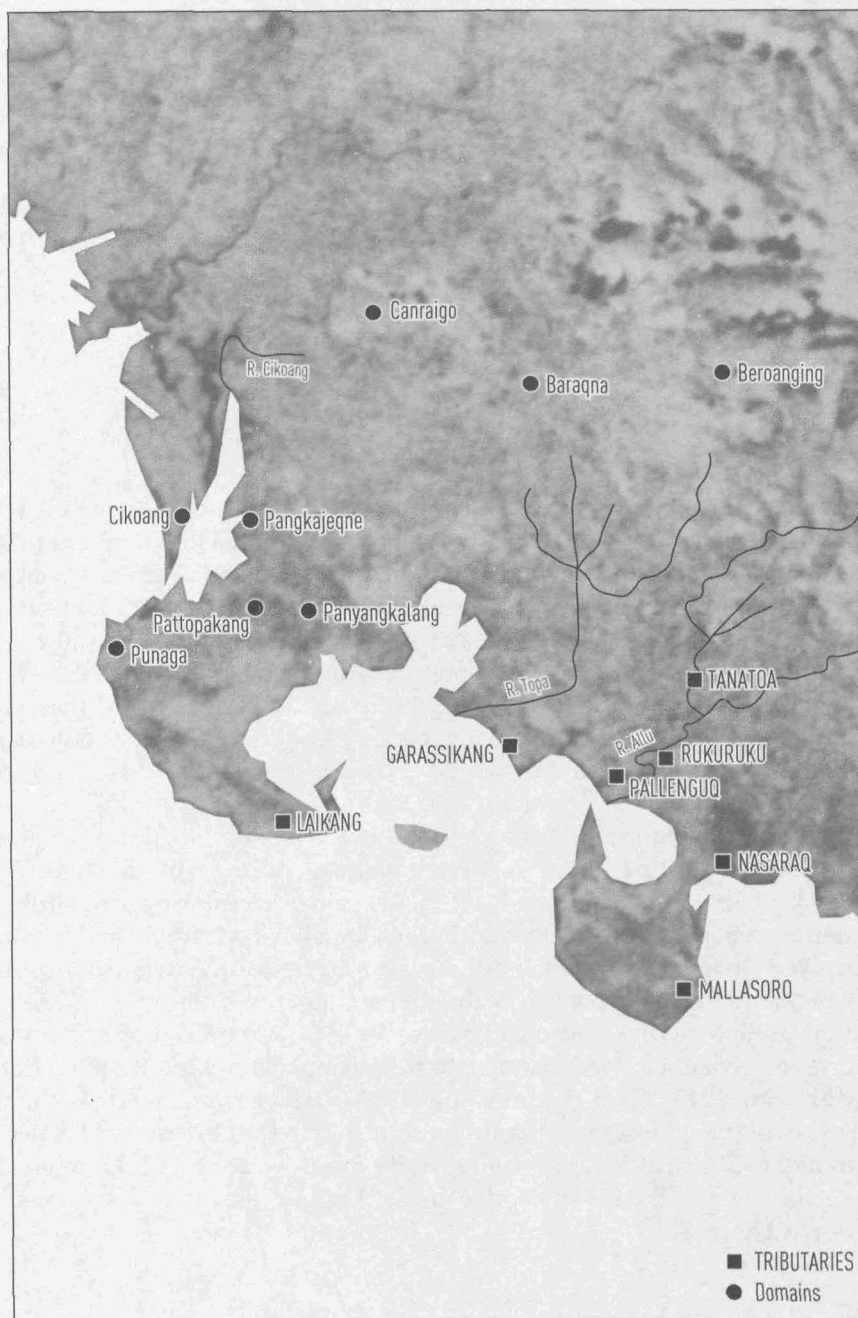 Canraigo
R. Cikoang
Baraqna
Beroanging
Cikoang
Pangkajeqne
Pattopakang
Panyangkalang
Punaga
TANATOA
R. Topa
R. Allu
GARASSIKANG
RUKURUKU
PALLENGUQ
LAIKANG
NASARAQ
MALLASORO
TRIBUTARIES
Domains